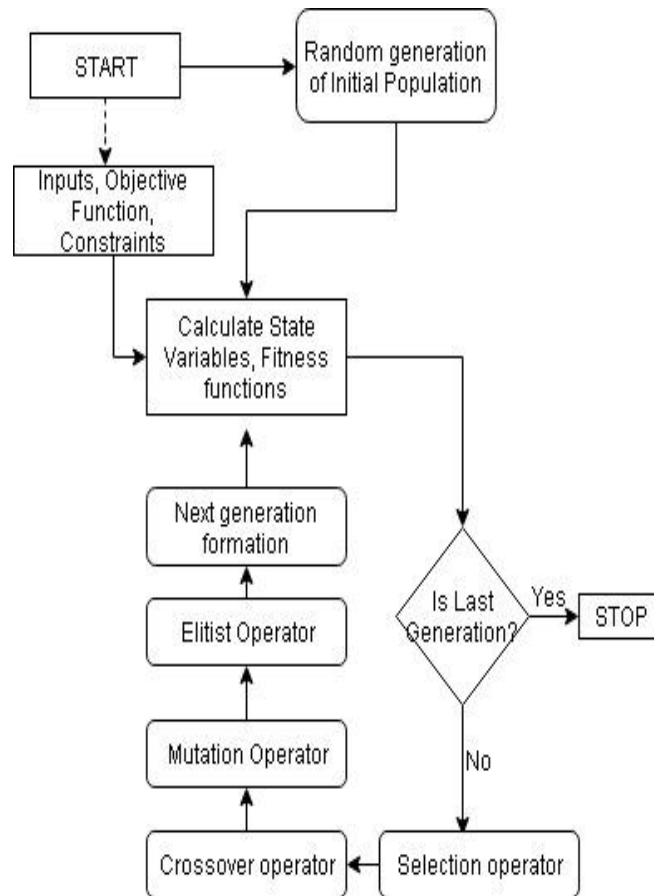 START
Random generation
of Initial Population
Inputs, Objective
Function,
Constraints
Calculate State
Variables, Fitness
functions
Next generation
formation
Is Last
Generation?
Yes
STOP
Elitist Operator
Mutation Operator
No
Crossover operator
Selection operator